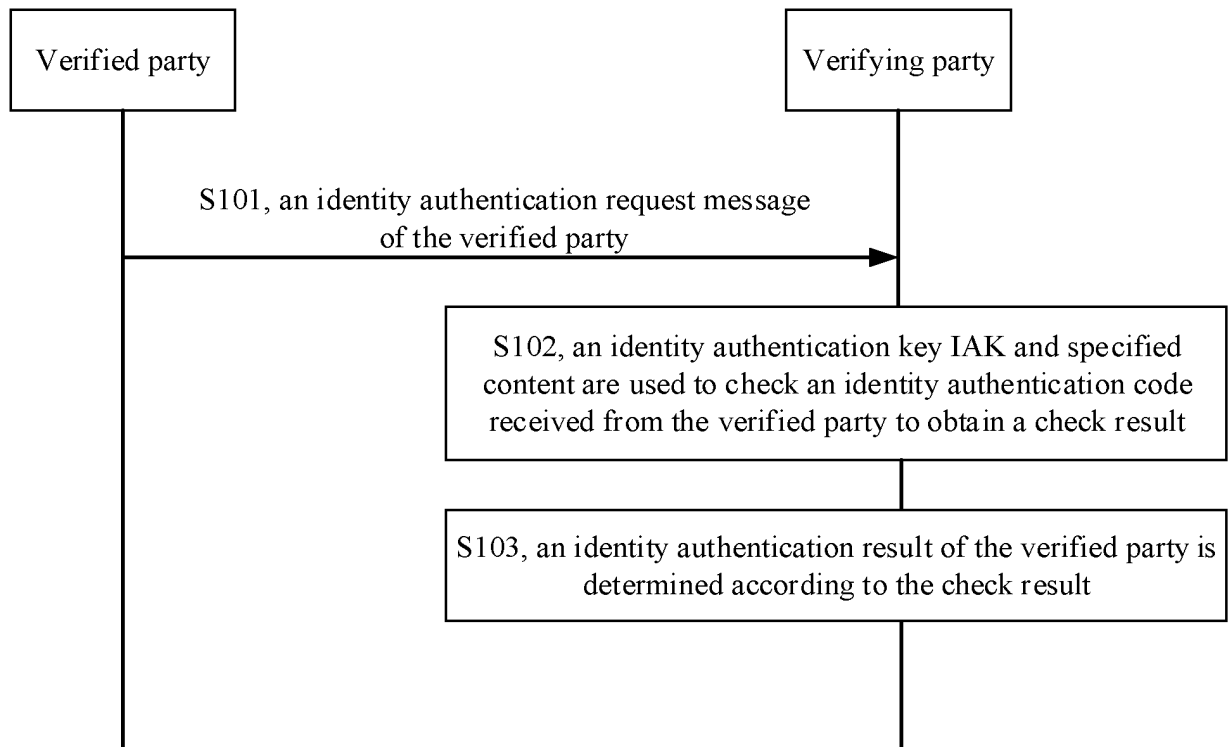 Verified party
Verifying party
S101, an identity authentication request message
of the verified party
S102, an identity authentication key IAK and specified
content are used to check an identity authentication code
received from the verified party to obtain a check result
S103, an identity authentication result of the verified party is
determined according to the check result